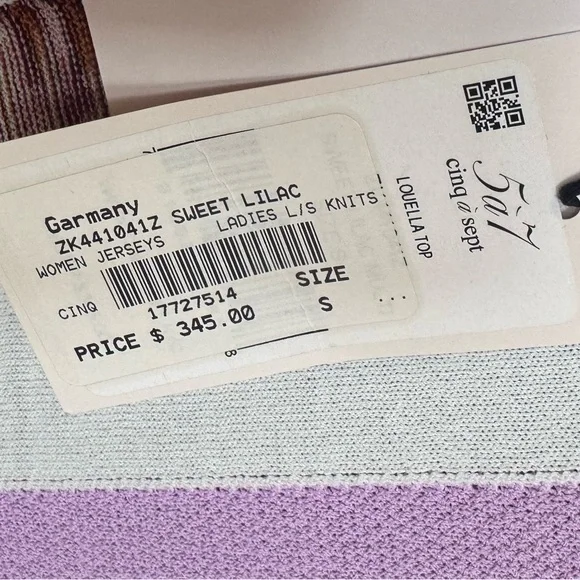 Garmany
ZK441041Z SWEET LILAC
WOMEN JERSEYS LADIES L/S KNITS
CINQ
17727514
SIZE
PRICE $ 345.00 S
8
LOUELLA TOP
5à7
cinq à sept